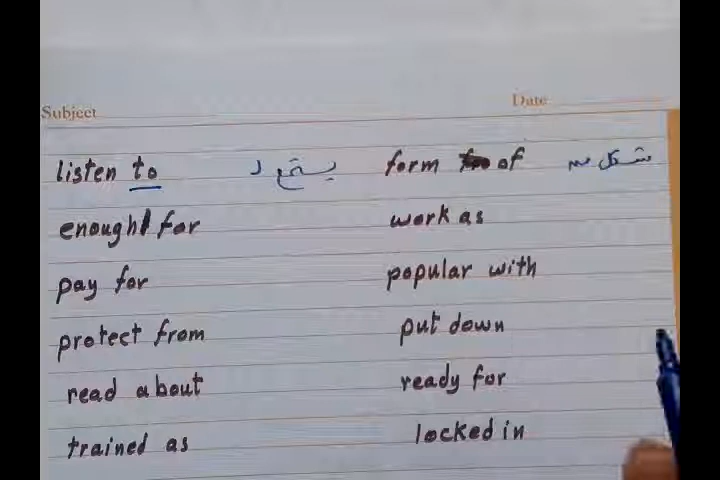 Subject Date
listen to يستمع لـ form of شكل من
enough for work as
pay for popular with
protect from put down
read about ready for
trained as locked in